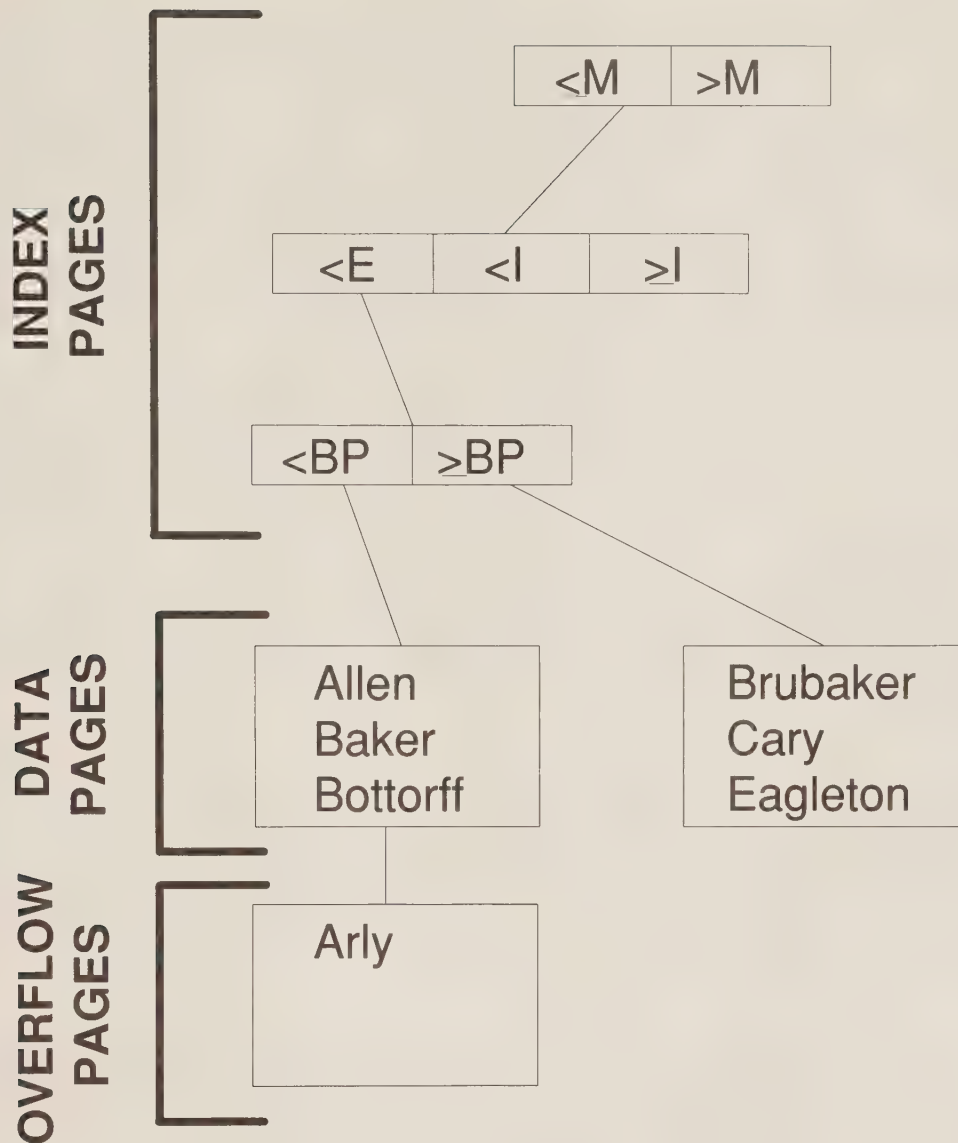 INDEX
PAGES
≤M >M
<E <I ≥I
<BP ≥BP
DATA
PAGES
Allen
Baker
Bottorff
Brubaker
Cary
Eagleton
OVERFLOW
PAGES
Arly